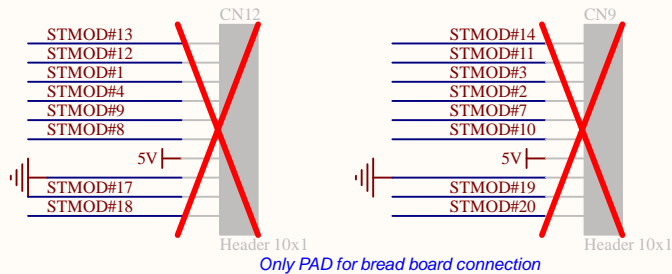 CN12
STMOD#13
STMOD#12
STMOD#1
STMOD#4
STMOD#9
STMOD#8
5V
STMOD#17
STMOD#18
Header 10x1
CN9
STMOD#14
STMOD#11
STMOD#3
STMOD#2
STMOD#7
STMOD#10
5V
STMOD#19
STMOD#20
Header 10x1
Only PAD for bread board connection